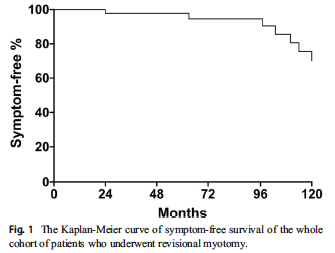 100
80
60
40
20
0
Symptom-free %
0 24 48 72 96 120
Months
Fig. 1 The Kaplan-Meier curve of symptom-free survival of the whole
cohort of patients who underwent revisional myotomy.